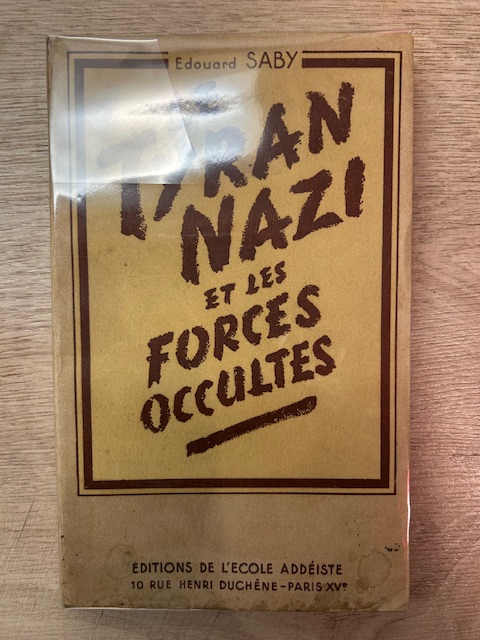 Edouard SABY
TYRAN
NAZI
ET LES
FORCES
OCCULTES
EDITIONS DE L'ECOLE ADDÉISTE
10 RUE HENRI DUCHÊNE-PARIS XVe